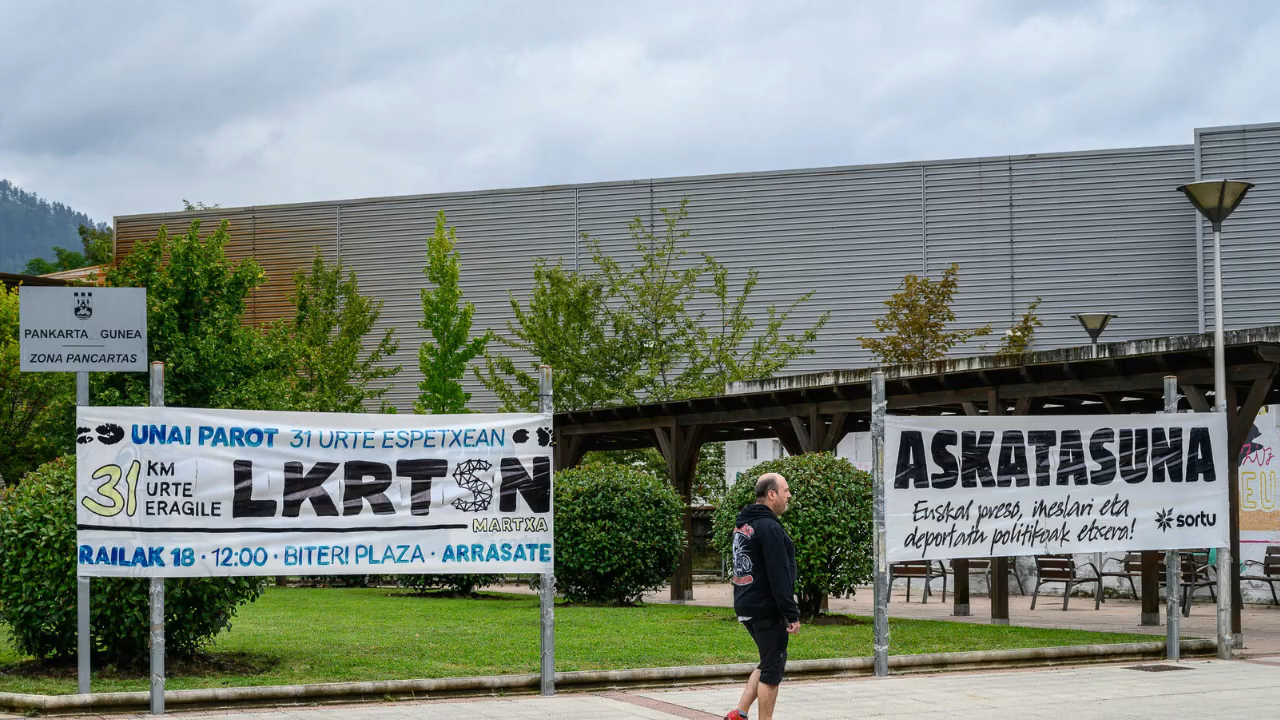 PANKARTA GUNEA
ZONA PANCARTAS
UNAI PAROT 31 URTE ESPETXEAN
31 KM
URTE
ERAGILE
LKRTSN
MARTXA
RAILAK 18 · 12:00 · BITERI PLAZA · ARRASATE
ASKATASUNA
Euskal preso, iheslari eta
deportatu politikoak etxera!
sortu
EU